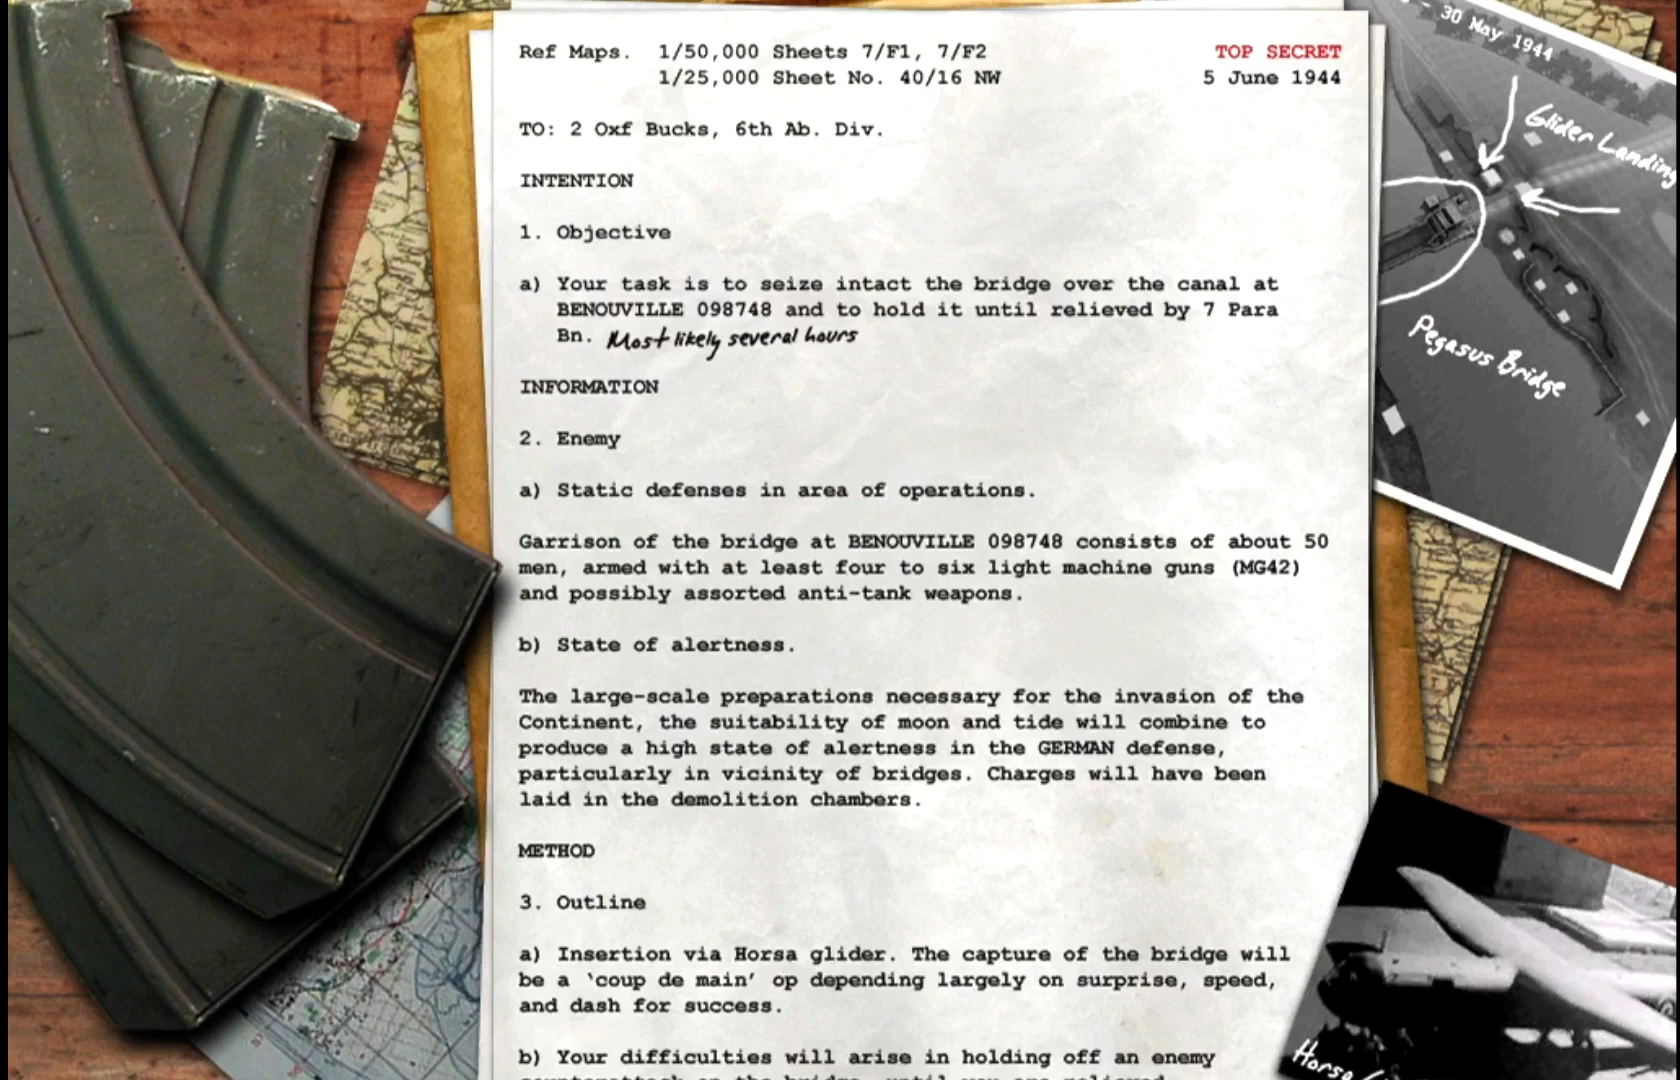 Ref Maps. 1/50,000 Sheets 7/F1, 7/F2
1/25,000 Sheet No. 40/16 NW
TOP SECRET
5 June 1944
TO: 2 Oxf Bucks, 6th Ab. Div.
INTENTION
1. Objective
a) Your task is to seize intact the bridge over the canal at
BENOUVILLE 098748 and to hold it until relieved by 7 Para
Bn. Most likely several hours
INFORMATION
2. Enemy
a) Static defenses in area of operations.
Garrison of the bridge at BENOUVILLE 098748 consists of about 50
men, armed with at least four to six light machine guns (MG42)
and possibly assorted anti-tank weapons.
b) State of alertness.
The large-scale preparations necessary for the invasion of the
Continent, the suitability of moon and tide will combine to
produce a high state of alertness in the GERMAN defense,
particularly in vicinity of bridges. Charges will have been
laid in the demolition chambers.
METHOD
3. Outline
a) Insertion via Horsa glider. The capture of the bridge will
be a ‘coup de main’ op depending largely on surprise, speed,
and dash for success.
b) Your difficulties will arise in holding off an enemy
counterattack on the bridge, until you are relieved.
- 30 May 1944
Glider Landing
Pegasus Bridge
Horsa